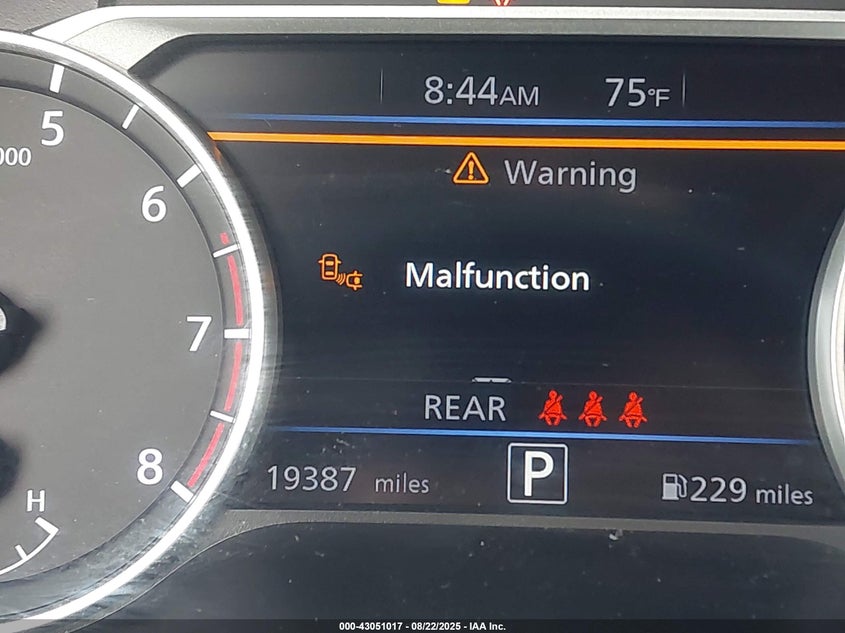 8:44AM 75°F
5
000
Warning
6
Malfunction
7
REAR
8
19387 miles P 229 miles
H
000-43051017 - 08/22/2025 - IAA Inc.